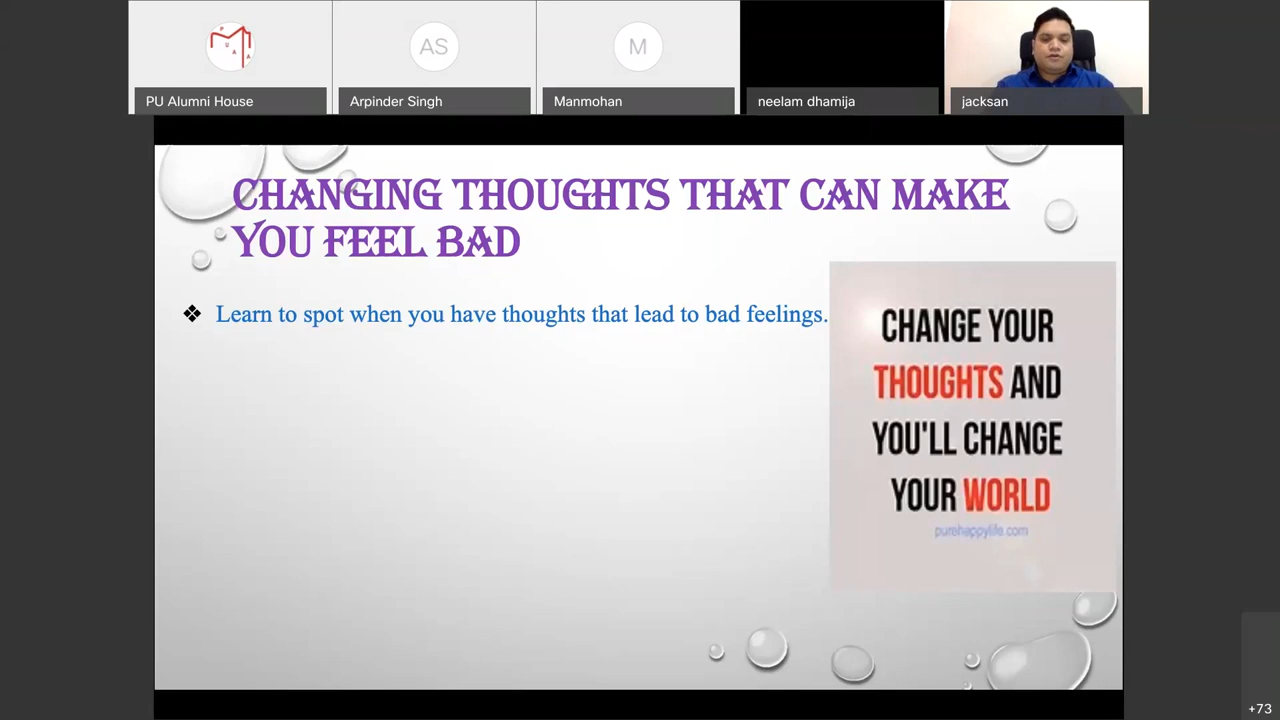 P
U
A
A
AS
M
PU Alumni House
Arpinder Singh
Manmohan
neelam dhamija
jacksan
CHANGING THOUGHTS THAT CAN MAKE
YOU FEEL BAD
❖ Learn to spot when you have thoughts that lead to bad feelings.
CHANGE YOUR
THOUGHTS AND
YOU'LL CHANGE
YOUR WORLD
purehappylife.com
+73